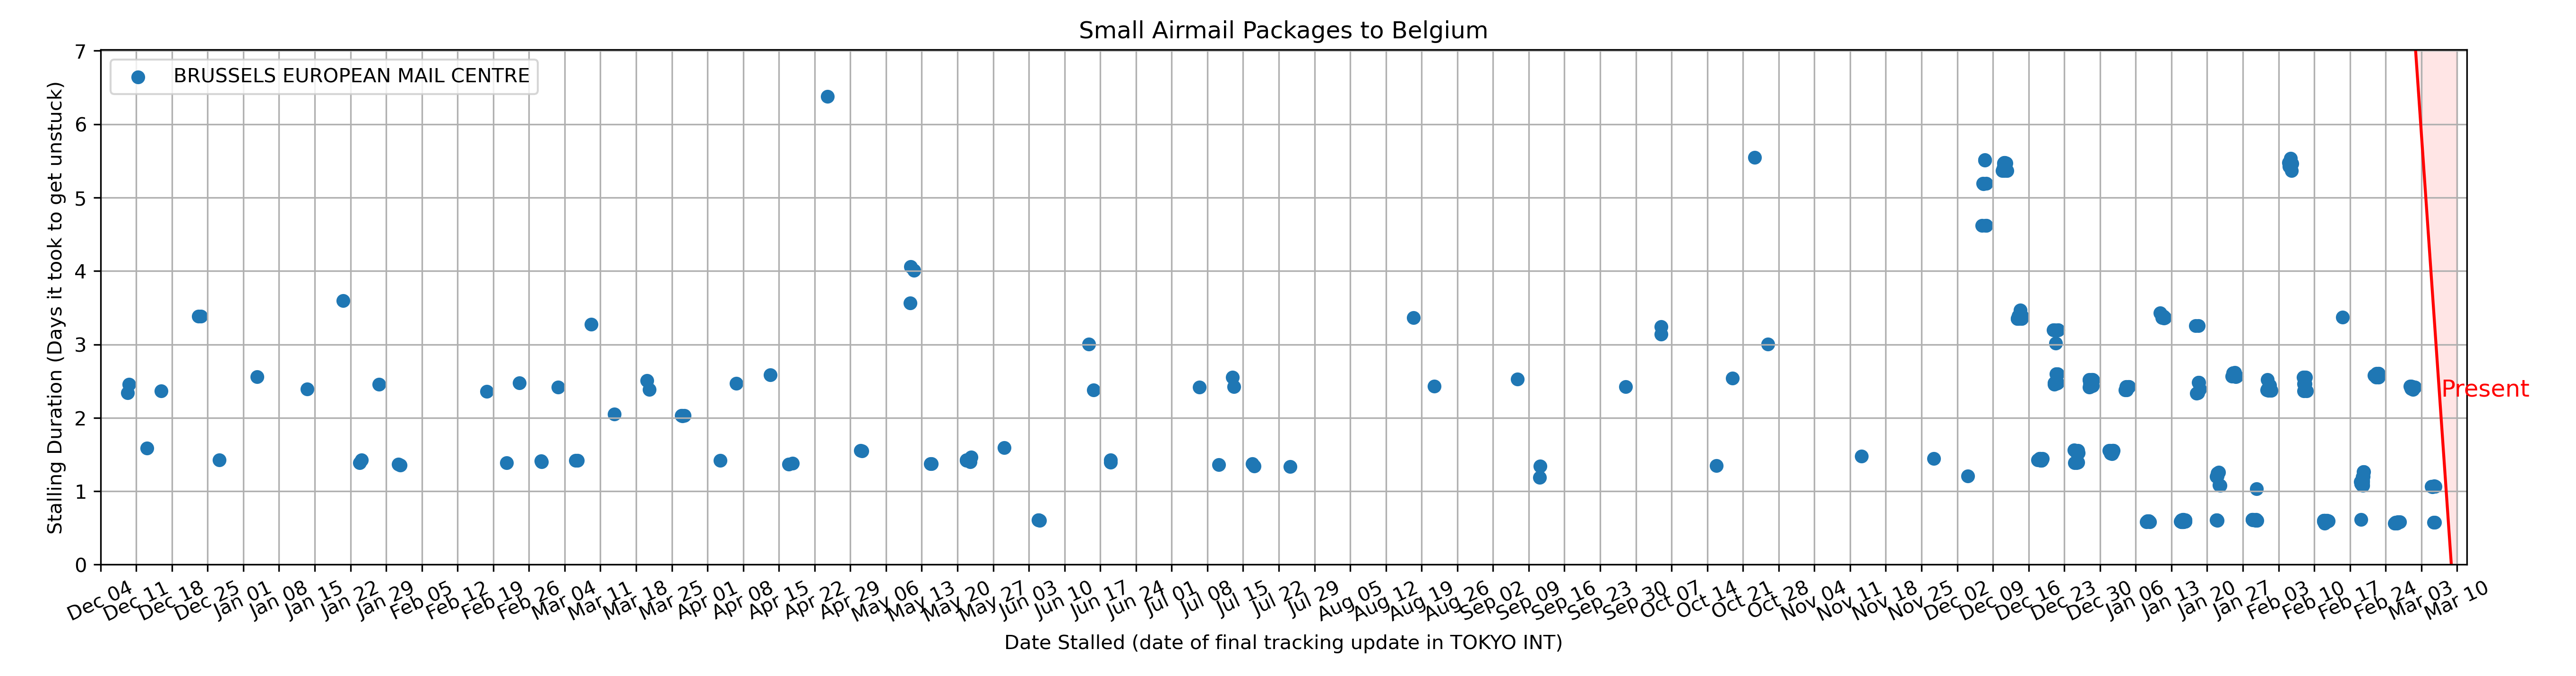 Small Airmail Packages to Belgium
BRUSSELS EUROPEAN MAIL CENTRE
Stalling Duration (Days it took to get unstuck)
7
6
5
4
3
2
1
0
Present
Dec 04 Dec 11 Dec 18 Dec 25 Jan 01 Jan 08 Jan 15 Jan 22 Jan 29 Feb 05 Feb 12 Feb 19 Feb 26 Mar 04 Mar 11 Mar 18 Mar 25 Apr 01 Apr 08 Apr 15 Apr 22 Apr 29 May 06 May 13 May 20 May 27 Jun 03 Jun 10 Jun 17 Jun 24 Jul 01 Jul 08 Jul 15 Jul 22 Jul 29 Aug 05 Aug 12 Aug 19 Aug 26 Sep 02 Sep 09 Sep 16 Sep 23 Sep 30 Oct 07 Oct 14 Oct 21 Oct 28 Nov 04 Nov 11 Nov 18 Nov 25 Dec 02 Dec 09 Dec 16 Dec 23 Dec 30 Jan 06 Jan 13 Jan 20 Jan 27 Feb 03 Feb 10 Feb 17 Feb 24 Mar 03 Mar 10
Date Stalled (date of final tracking update in TOKYO INT)